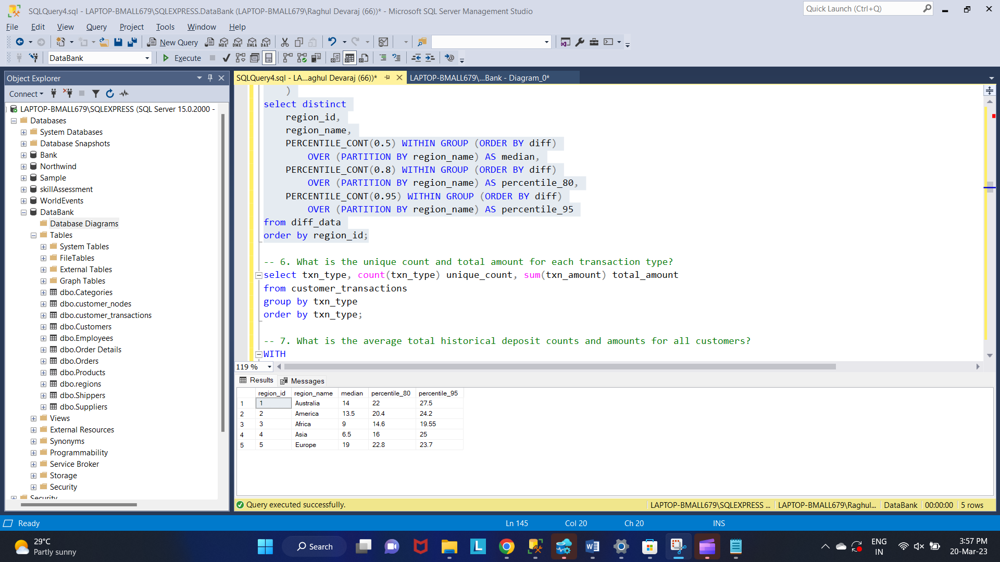 SQLQuery4.sql - LAPTOP-BMALL679\SQLEXPRESS.DataBank (LAPTOP-BMALL679\Raghul Devaraj (66))* - Microsoft SQL Server Management Studio
Quick Launch (Ctrl+Q)
File Edit View Query Project Tools Window Help
New Query MDX DMX XMLA DAX
DataBank Execute
Object Explorer
SQLQuery4.sql - LA...aghul Devaraj (66))* LAPTOP-BMALL679\...Bank - Diagram_0*
Connect
LAPTOP-BMALL679\SQLEXPRESS (SQL Server 15.0.2000 -
Databases
System Databases
Database Snapshots
Bank
Northwind
Sample
skillAssessment
WorldEvents
DataBank
Database Diagrams
Tables
System Tables
FileTables
External Tables
Graph Tables
dbo.Categories
dbo.customer_nodes
dbo.customer_transactions
dbo.Customers
dbo.Employees
dbo.Order Details
dbo.Orders
dbo.Products
dbo.regions
dbo.Shippers
dbo.Suppliers
Views
External Resources
Synonyms
Programmability
Service Broker
Storage
Security
Security
)
select distinct
region_id,
region_name,
PERCENTILE_CONT(0.5) WITHIN GROUP (ORDER BY diff)
OVER (PARTITION BY region_name) AS median,
PERCENTILE_CONT(0.8) WITHIN GROUP (ORDER BY diff)
OVER (PARTITION BY region_name) AS percentile_80,
PERCENTILE_CONT(0.95) WITHIN GROUP (ORDER BY diff)
OVER (PARTITION BY region_name) AS percentile_95
from diff_data
order by region_id;
-- 6. What is the unique count and total amount for each transaction type?
select txn_type, count(txn_type) unique_count, sum(txn_amount) total_amount
from customer_transactions
group by txn_type
order by txn_type;
-- 7. What is the average total historical deposit counts and amounts for all customers?
WITH
119 %
Results Messages
region_id region_name median percentile_80 percentile_95
1 1 Australia 14 22 27.5
2 2 America 13.5 20.4 24.2
3 3 Africa 9 14.6 19.55
4 4 Asia 6.5 16 25
5 5 Europe 19 22.8 23.7
Query executed successfully. LAPTOP-BMALL679\SQLEXPRESS ... LAPTOP-BMALL679\Raghul... DataBank 00:00:00 5 rows
Ready Ln 145 Col 20 Ch 20 INS
29°C
Partly sunny
Search
ENG
IN
3:57 PM
20-Mar-23